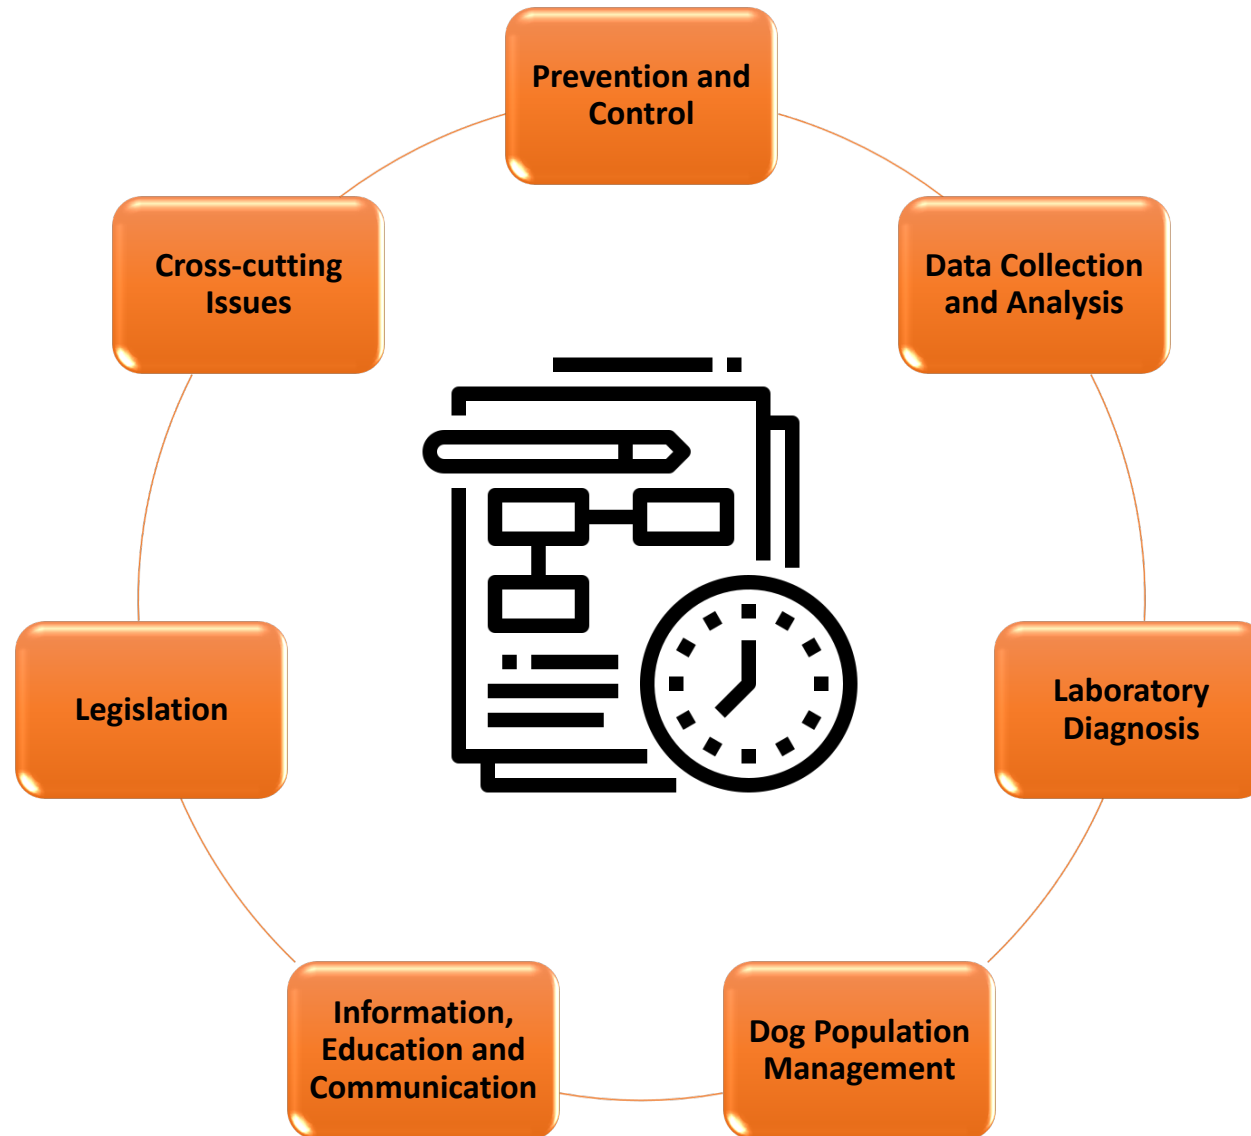 Prevention and
Control
Data Collection
and Analysis
Laboratory
Diagnosis
Dog Population
Management
Information,
Education and
Communication
Legislation
Cross-cutting
Issues